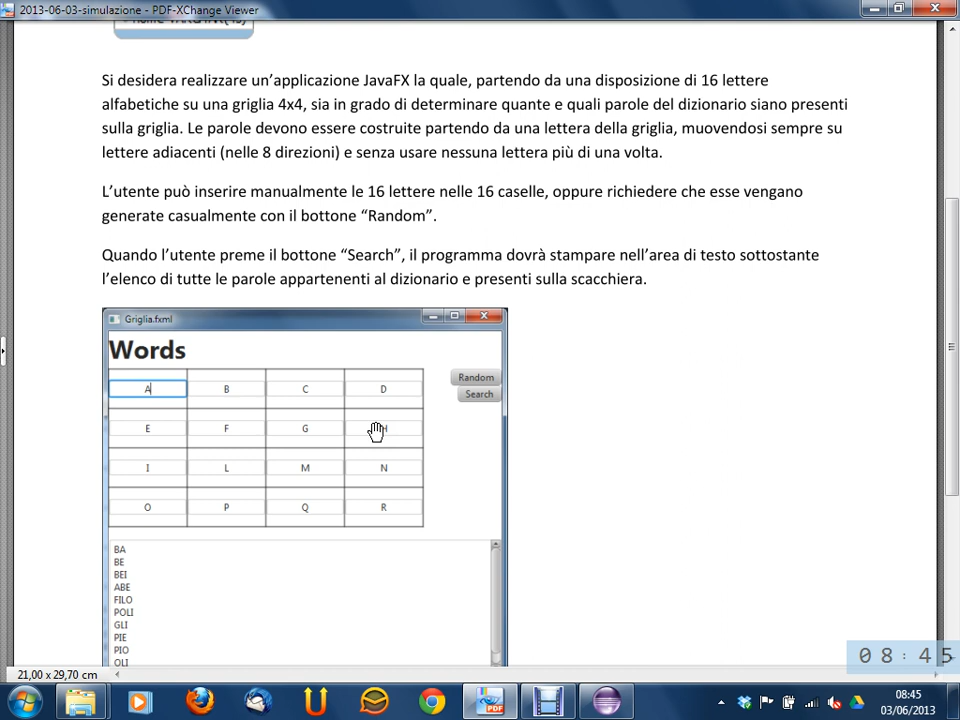 2013-06-03-simulazione - PDF-XChange Viewer
Si desidera realizzare un’applicazione JavaFX la quale, partendo da una disposizione di 16 lettere
alfabetiche su una griglia 4x4, sia in grado di determinare quante e quali parole del dizionario siano presenti
sulla griglia. Le parole devono essere costruite partendo da una lettera della griglia, muovendosi sempre su
lettere adiacenti (nelle 8 direzioni) e senza usare nessuna lettera più di una volta.
L’utente può inserire manualmente le 16 lettere nelle 16 caselle, oppure richiedere che esse vengano
generate casualmente con il bottone “Random”.
Quando l’utente preme il bottone “Search”, il programma dovrà stampare nell’area di testo sottostante
l’elenco di tutte le parole appartenenti al dizionario e presenti sulla scacchiera.
Griglia.fxml
Words
Random
A B C D
Search
E F G H
I L M N
O P Q R
BA
BE
BEI
ABE
FILO
POLI
GLI
PIE
PIO
OLI
08:45
21,00 x 29,70 cm
PDF
08:45
03/06/2013